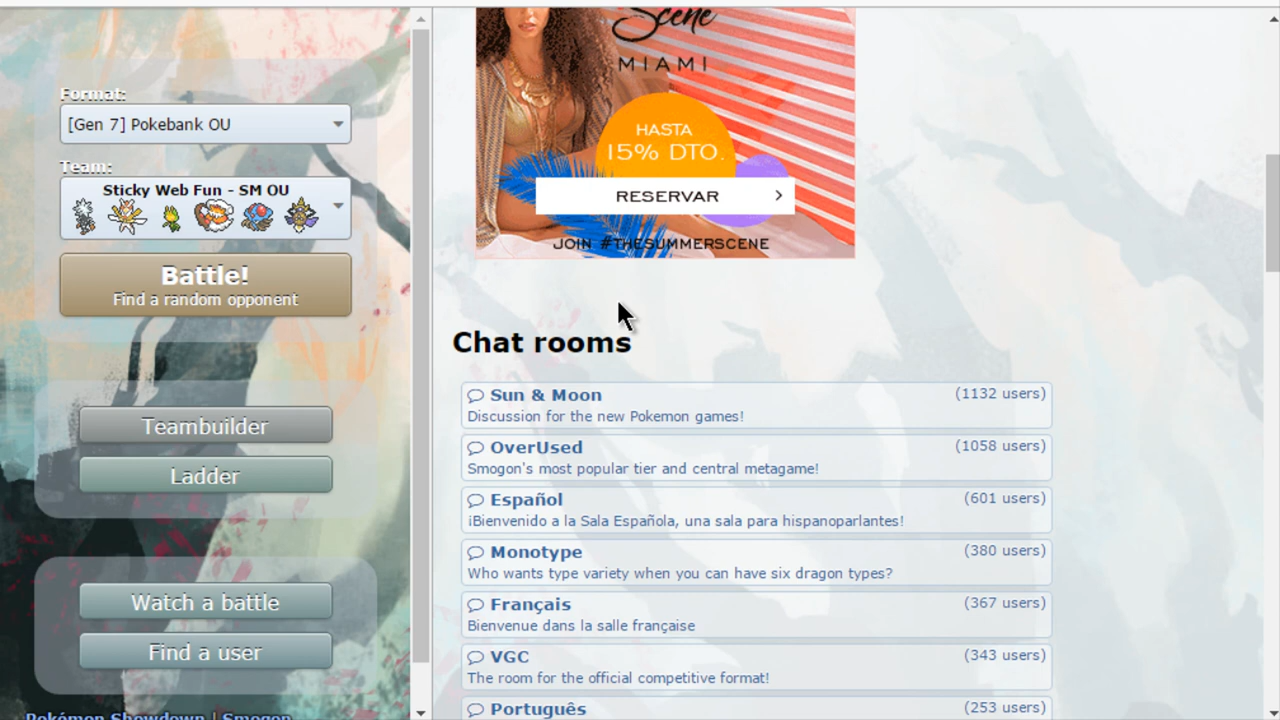 Format:
[Gen 7] Pokebank OU
Team:
Sticky Web Fun - SM OU
Battle!
Find a random opponent
Teambuilder
Ladder
Watch a battle
Find a user
Pokémon Showdown | Smogon
Scene
MIAMI
HASTA
15% DTO.
RESERVAR >
JOIN #THESUMMERSCENE
Chat rooms
Sun & Moon (1132 users)
Discussion for the new Pokemon games!
OverUsed (1058 users)
Smogon's most popular tier and central metagame!
Español (601 users)
¡Bienvenido a la Sala Española, una sala para hispanoparlantes!
Monotype (380 users)
Who wants type variety when you can have six dragon types?
Français (367 users)
Bienvenue dans la salle française
VGC (343 users)
The room for the official competitive format!
Português (253 users)